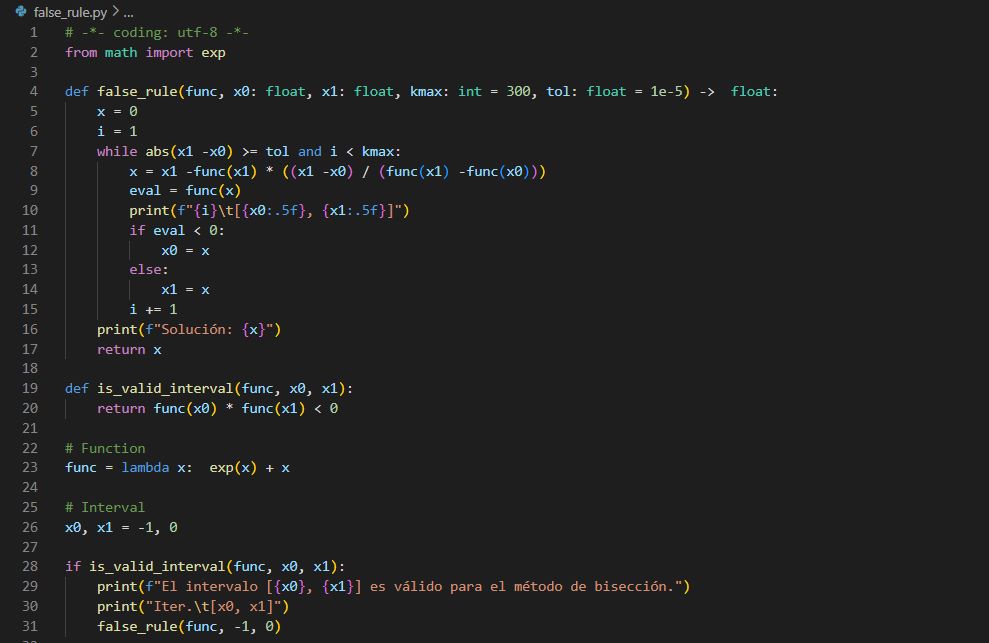 false_rule.py > ...
1 # -*- coding: utf-8 -*-
2 from math import exp
3
4 def false_rule(func, x0: float, x1: float, kmax: int = 300, tol: float = 1e-5) ->  float:
5     x = 0
6     i = 1
7     while abs(x1 -x0) >= tol and i < kmax:
8         x = x1 -func(x1) * ((x1 -x0) / (func(x1) -func(x0)))
9         eval = func(x)
10         print(f"{i}\t[{x0:.5f}, {x1:.5f}]")
11         if eval < 0:
12             x0 = x
13         else:
14             x1 = x
15         i += 1
16     print(f"Solución: {x}")
17     return x
18
19 def is_valid_interval(func, x0, x1):
20     return func(x0) * func(x1) < 0
21
22 # Function
23 func = lambda x:  exp(x) + x
24
25 # Interval
26 x0, x1 = -1, 0
27
28 if is_valid_interval(func, x0, x1):
29     print(f"El intervalo [{x0}, {x1}] es válido para el método de bisección.")
30     print("Iter.\t[x0, x1]")
31     false_rule(func, -1, 0)